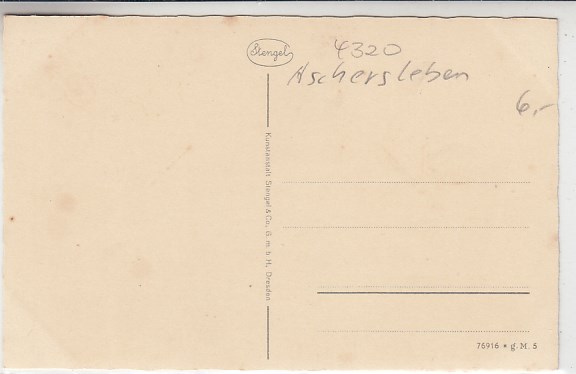 Stengel
4320
Aschersleben
6,-
Kunstanstalt Stengel & Co., G. m. b. H., Dresden
76916 * g. M. 5